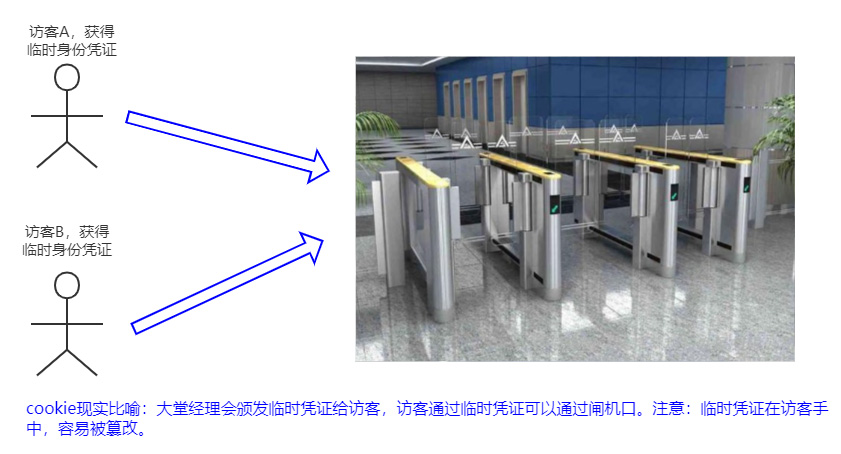 访客A，获得
临时身份凭证
访客B，获得
临时身份凭证
cookie现实比喻：大堂经理会颁发临时凭证给访客，访客通过临时凭证可以通过闸机口。注意：临时凭证在访客手
中，容易被篡改。